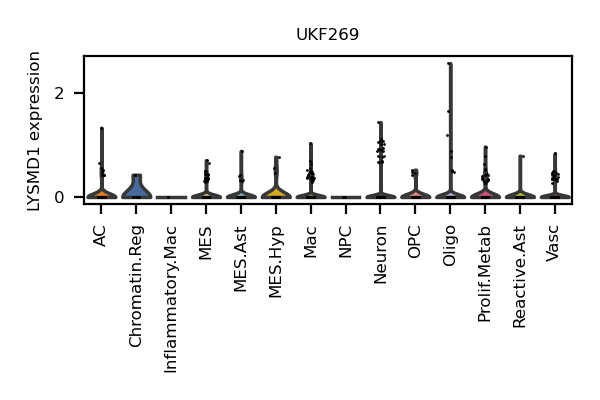 UKF269
LYSMD1 expression
2
0
AC
Chromatin.Reg
Inflammatory.Mac
MES
MES.Ast
MES.Hyp
Mac
NPC
Neuron
OPC
Oligo
Prolif.Metab
Reactive.Ast
Vasc